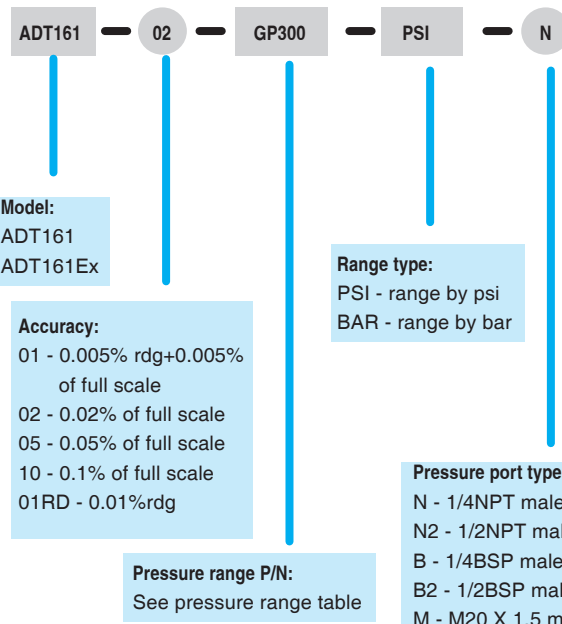 ADT161 02 GP300 PSI N
Model:
ADT161
ADT161Ex
Range type:
PSI - range by psi
BAR - range by bar
Accuracy:
01 - 0.005% rdg+0.005%
of full scale
02 - 0.02% of full scale
05 - 0.05% of full scale
10 - 0.1% of full scale
01RD - 0.01%rdg
Pressure port type
N - 1/4NPT male
N2 - 1/2NPT mal
B - 1/4BSP male
B2 - 1/2BSP mal
M - M20 X 1.5 m
Pressure range P/N:
See pressure range table